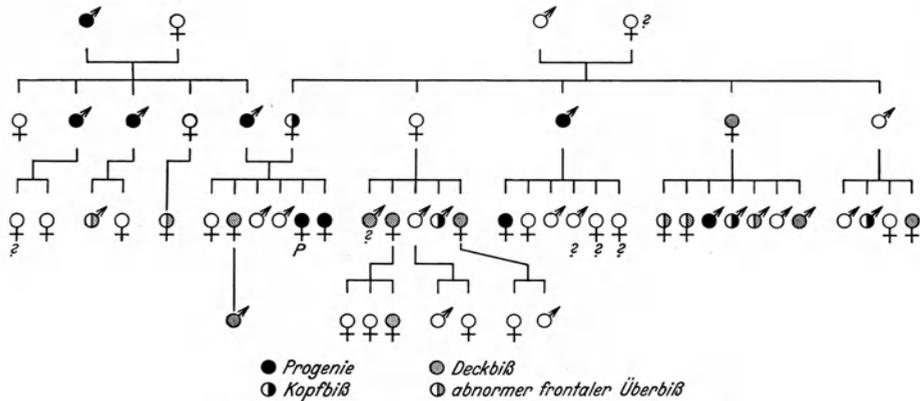 ?
? ? ? ? ?
P
Progenie Deckbiß
Kopfbiß abnormer frontaler Überbiß